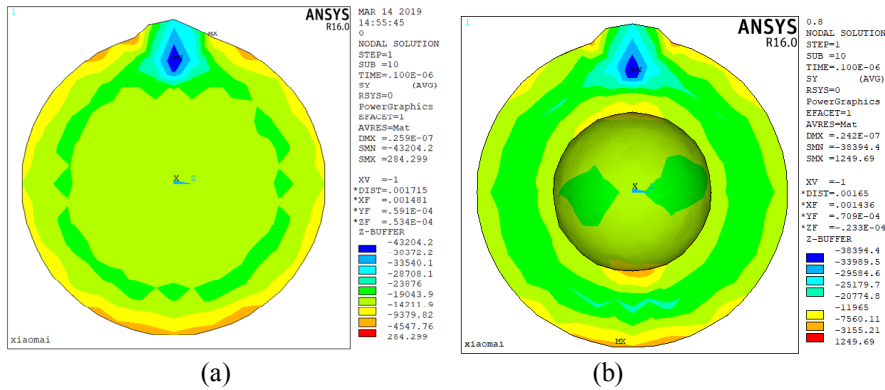 1
ANSYS
R16.0
MAR 14 2019
14:55:45
0
NODAL SOLUTION
STEP=1
SUB =10
TIME=.100E-06
SY (AVG)
RSYS=0
PowerGraphics
EFACET=1
AVRES=Mat
DMX =.259E-07
SMN =-43204.2
SMX =284.299
XV =-1
*DIST=.001715
*XF =.001481
*YF =.591E-04
*ZF =.534E-04
Z-BUFFER
-43204.2
-38372.2
-33540.1
-28708.1
-23876
-19043.9
-14211.9
-9379.82
-4547.76
284.299
MX
MN
X Z
xiaomai
(a)
1
ANSYS
R16.0
0.8
NODAL SOLUTION
STEP=1
SUB =10
TIME=.100E-06
SY (AVG)
RSYS=0
PowerGraphics
EFACET=1
AVRES=Mat
DMX =.242E-07
SMN =-38394.4
SMX =1249.69
XV =-1
*DIST=.00165
*XF =.001436
*YF =.709E-04
*ZF =-.233E-04
Z-BUFFER
-38394.4
-33989.5
-29584.6
-25179.7
-20774.8
-11965
-7560.11
-3155.21
1249.69
MN
X
MX
xiaomai
(b)